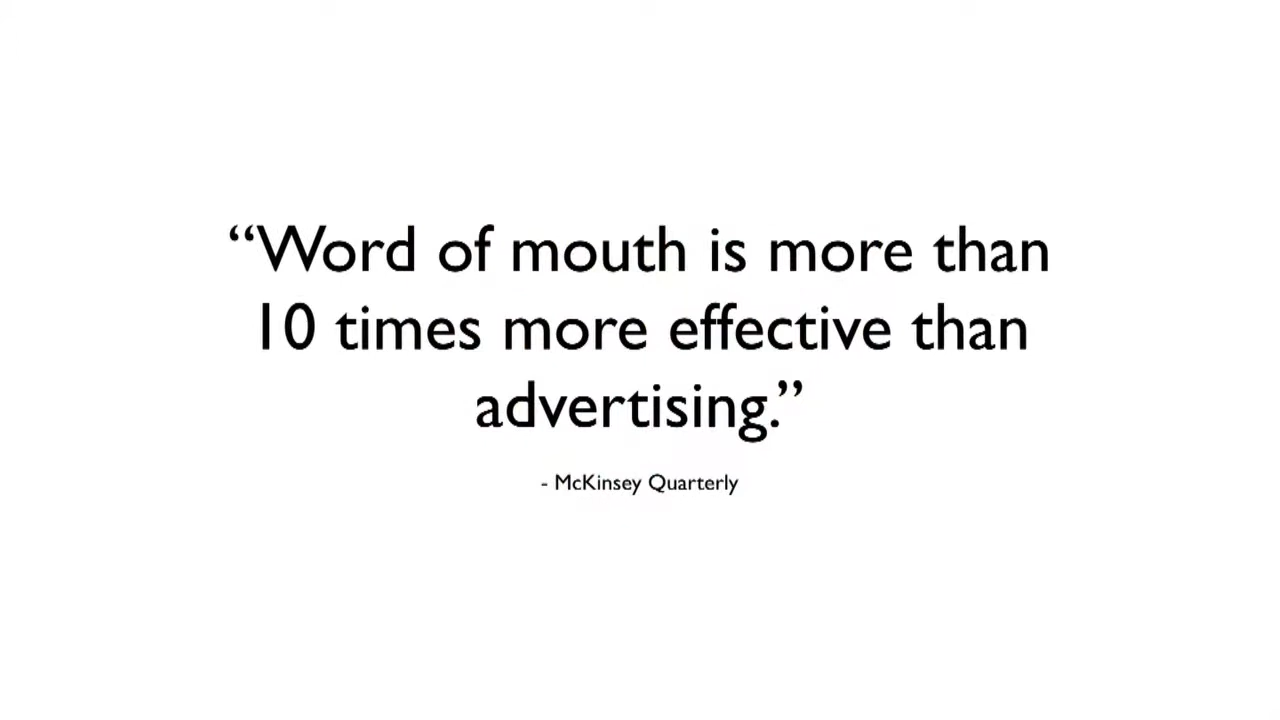 “Word of mouth is more than
10 times more effective than
advertising.”
- McKinsey Quarterly